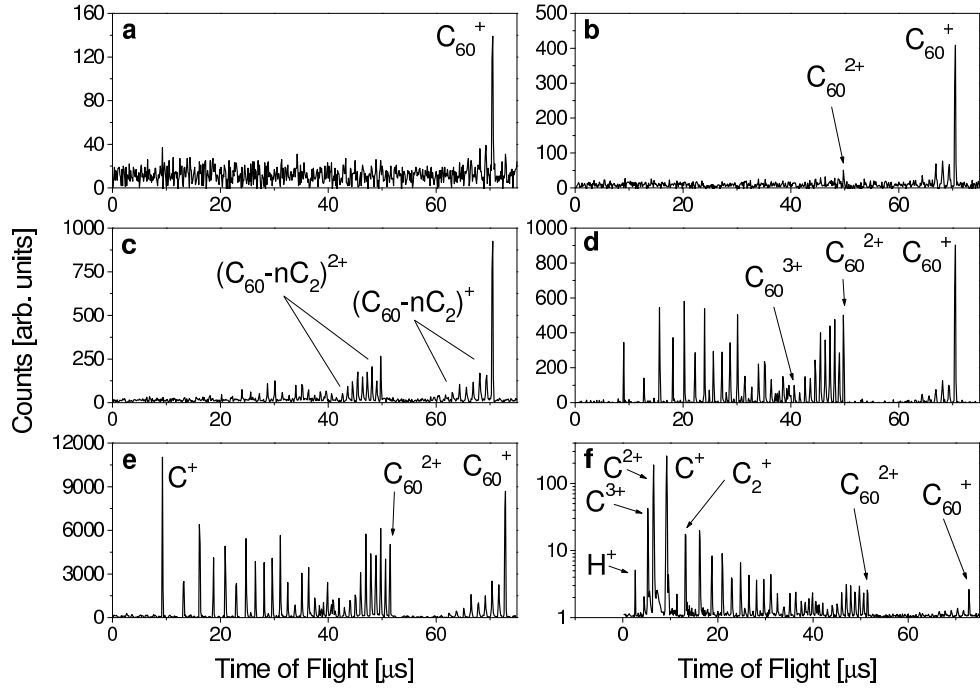 Counts [arb. units]
a
C60+
160
120
80
40
0
0 20 40 60
b
C60+
C602+
500
400
300
200
100
0
0 20 40 60
c
(C60-nC2)2+
(C60-nC2)+
1000
750
500
250
0
0 20 40 60
d
C603+
C602+
C60+
1000
800
600
400
200
0
0 20 40 60
e
C+
C602+
C60+
12000
9000
6000
3000
0
0 20 40 60
Time of Flight [μs]
f
C2+
C+
C2+
C3+
H+
C602+
C60+
100
10
1
0 20 40 60
Time of Flight [μs]